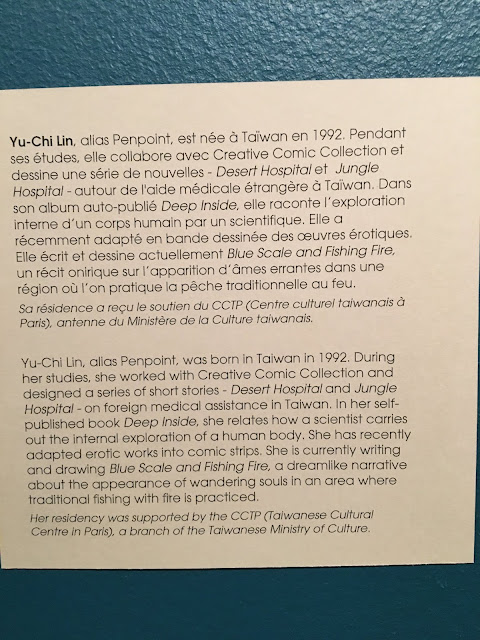 Yu-Chi Lin, alias Penpoint, est née à Taïwan en 1992. Pendant
ses études, elle collabore avec Creative Comic Collection et
dessine une série de nouvelles - Desert Hospital et Jungle
Hospital - autour de l'aide médicale étrangère à Taïwan. Dans
son album auto-publié Deep Inside, elle raconte l'exploration
interne d'un corps humain par un scientifique. Elle a
récemment adapté en bande dessinée des œuvres érotiques.
Elle écrit et dessine actuellement Blue Scale and Fishing Fire,
un récit onirique sur l'apparition d'âmes errantes dans une
région où l'on pratique la pêche traditionnelle au feu.
Sa résidence a reçu le soutien du CCTP (Centre culturel taiwanais à
Paris), antenne du Ministère de la Culture taiwanais.
Yu-Chi Lin, alias Penpoint, was born in Taiwan in 1992. During
her studies, she worked with Creative Comic Collection and
designed a series of short stories - Desert Hospital and Jungle
Hospital - on foreign medical assistance in Taiwan. In her self-
published book Deep Inside, she relates how a scientist carries
out the internal exploration of a human body. She has recently
adapted erotic works into comic strips. She is currently writing
and drawing Blue Scale and Fishing Fire, a dreamlike narrative
about the appearance of wandering souls in an area where
traditional fishing with fire is practiced.
Her residency was supported by the CCTP (Taiwanese Cultural
Centre in Paris), a branch of the Taiwanese Ministry of Culture.